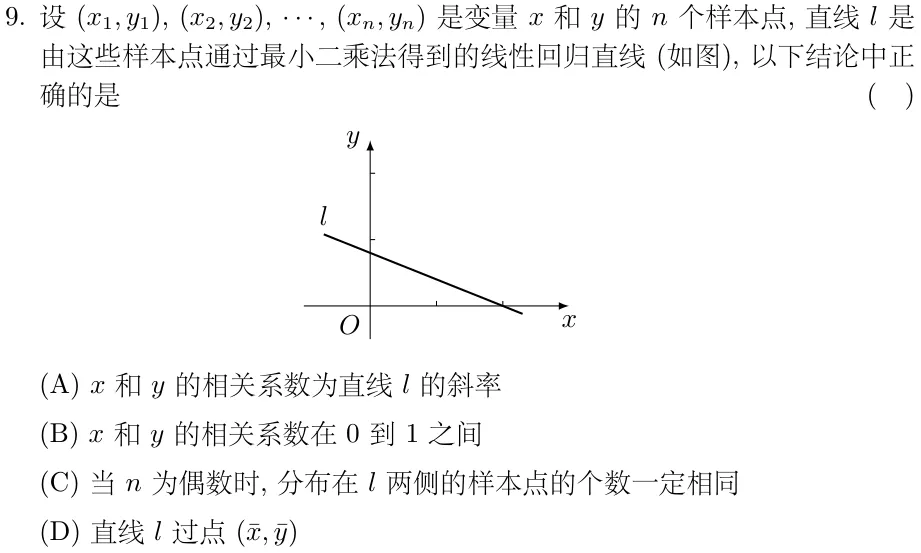 9. 设 (x₁, y₁), (x₂, y₂), ⋯, (xₙ, yₙ) 是变量 x 和 y 的 n 个样本点, 直线 l 是
由这些样本点通过最小二乘法得到的线性回归直线 (如图), 以下结论中正
确的是 ( )
y
l
O
x
(A) x 和 y 的相关系数为直线 l 的斜率
(B) x 和 y 的相关系数在 0 到 1 之间
(C) 当 n 为偶数时, 分布在 l 两侧的样本点的个数一定相同
(D) 直线 l 过点 (x̄, ȳ)